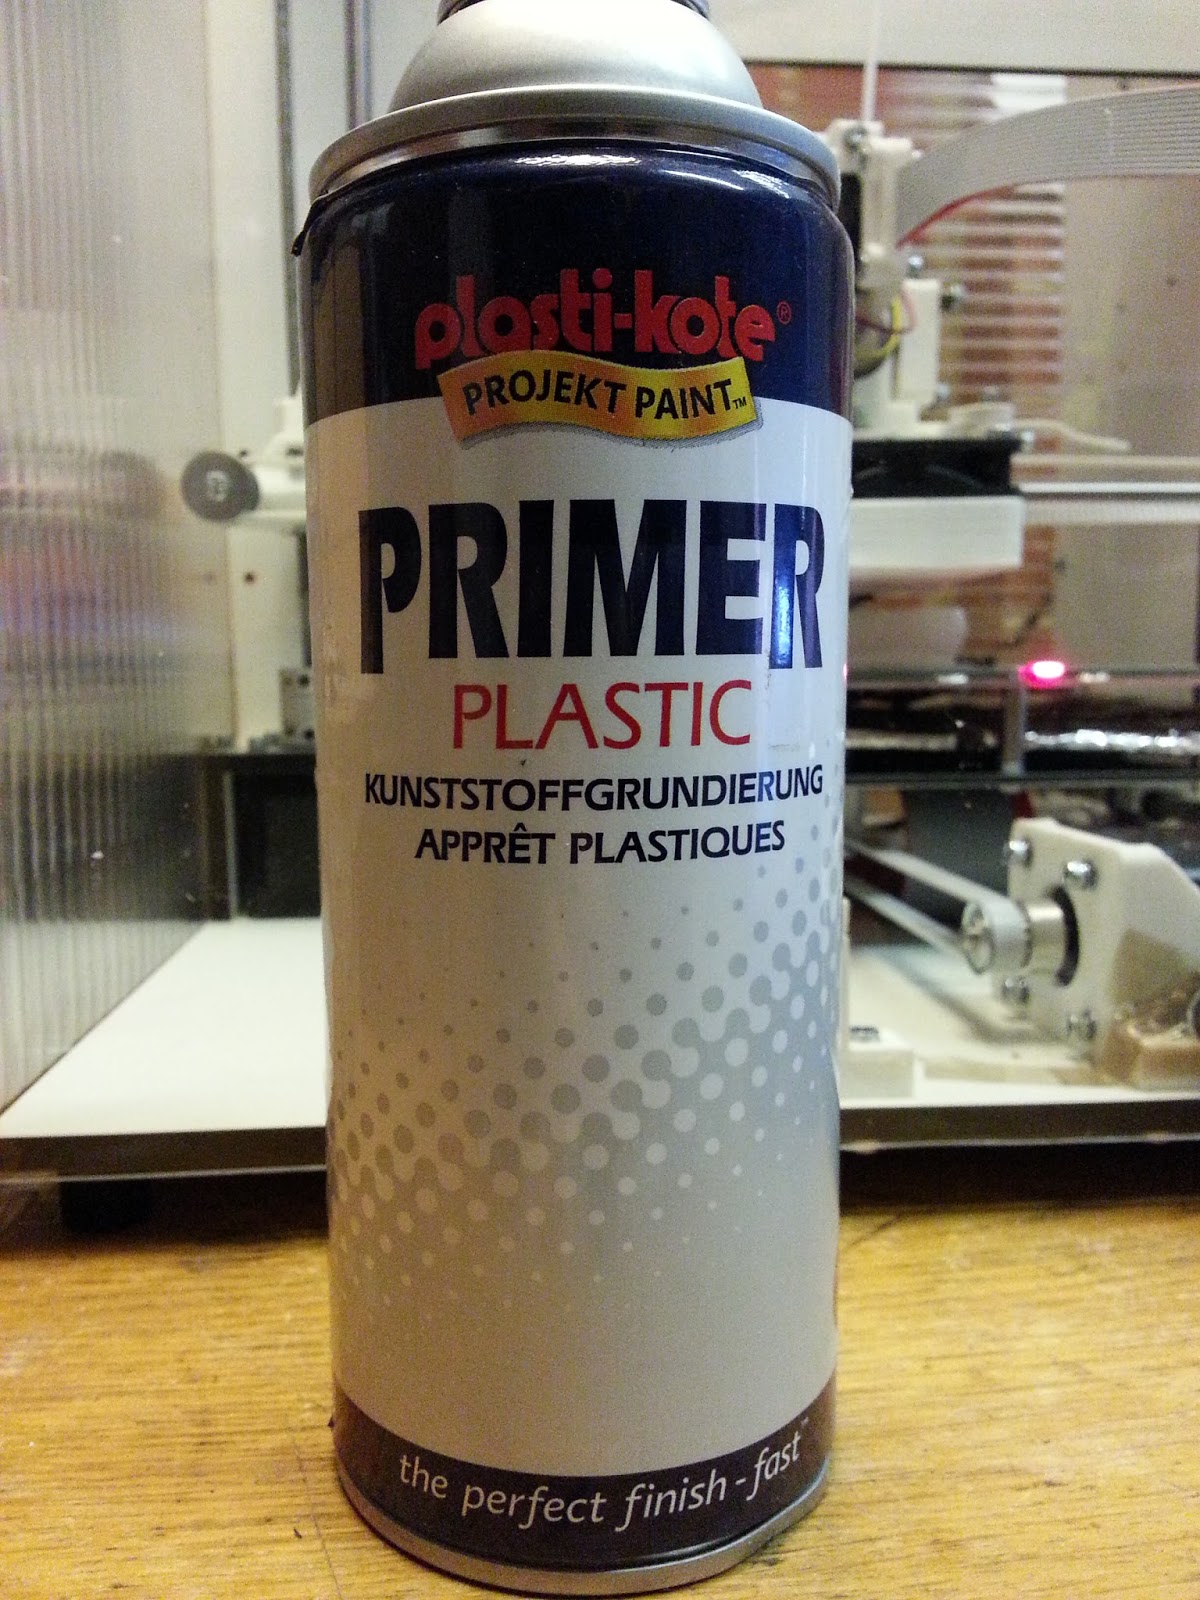 plasti-kote®
PROJEKT PAINT™
PRIMER
PLASTIC
KUNSTSTOFFGRUNDIERUNG
APPRÊT PLASTIQUES
the perfect finish - fast™